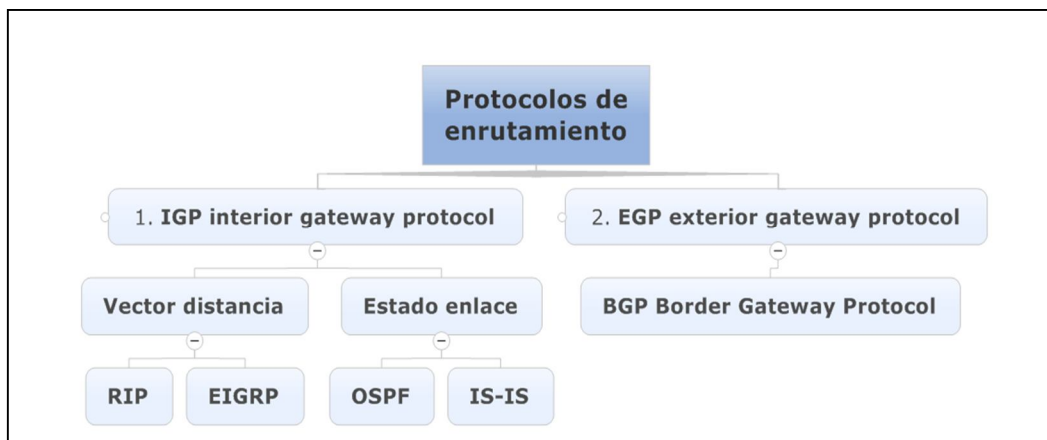 Protocolos de
enrutamiento
1. IGP interior gateway protocol
2. EGP exterior gateway protocol
Vector distancia
Estado enlace
BGP Border Gateway Protocol
RIP
EIGRP
OSPF
IS-IS